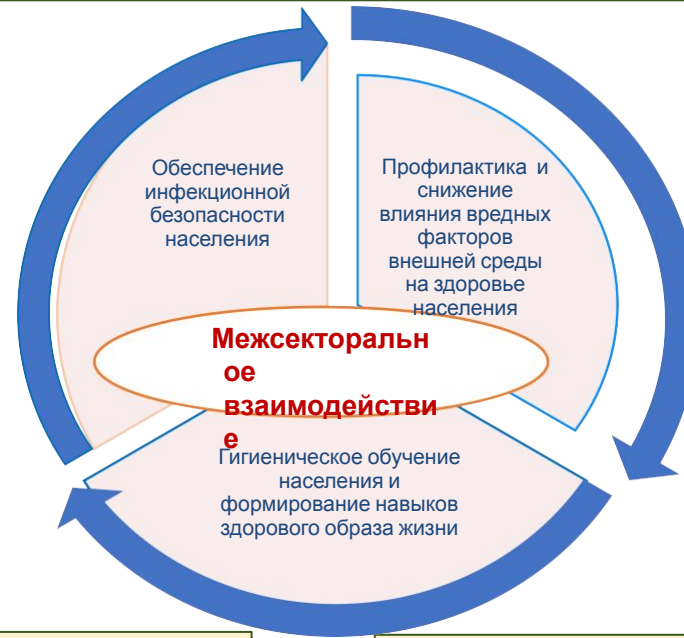 Обеспечение
инфекционной
безопасности
населения
Профилактика и
снижение
влияния вредных
факторов
внешней среды
на здоровье
населения
Межсекторальн
ое
взаимодействи
е
Гигиеническое обучение
населения и
формирование навыков
здорового образа жизни